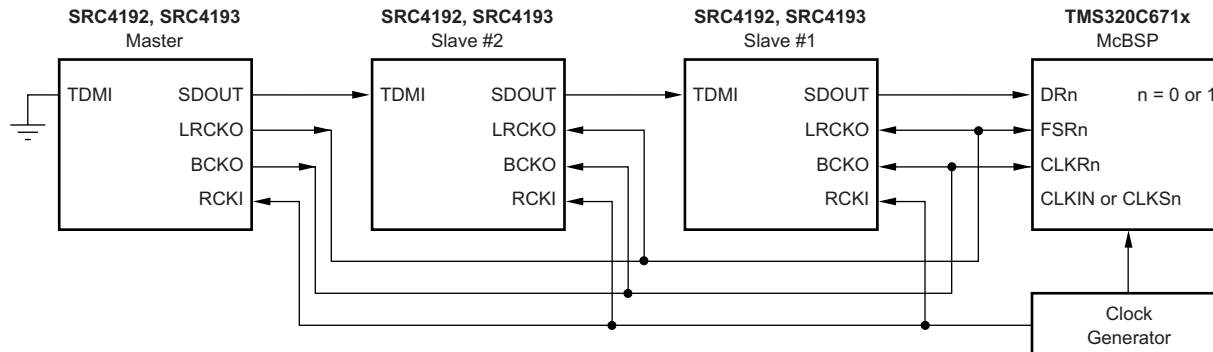 SRC4192, SRC4193
Master
TDMI
SDOUT
LRCKO
BCKO
RCKI
SRC4192, SRC4193
Slave #2
TDMI
SDOUT
LRCKO
BCKO
RCKI
SRC4192, SRC4193
Slave #1
TDMI
SDOUT
LRCKO
BCKO
RCKI
TMS320C671x
McBSP
DRn
n = 0 or 1
FSRn
CLKRn
CLKIN or CLKSn
Clock
Generator